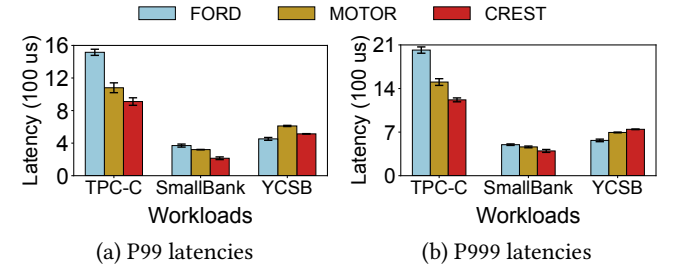 FORD MOTOR CREST
Latency (100 us)
16
12
8
4
0
TPC-C SmallBank YCSB
Workloads
(a) P99 latencies
Latency (100 us)
21
14
7
0
TPC-C SmallBank YCSB
Workloads
(b) P999 latencies